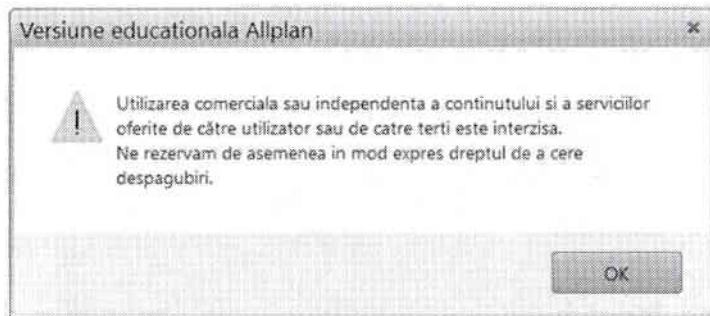 Versiune educationala Allplan
Utilizarea comerciala sau independenta a continutului si a serviciilor
oferite de către utilizator sau de catre terti este interzisa.
Ne rezervam de asemenea in mod expres dreptul de a cere
despagubiri.
OK